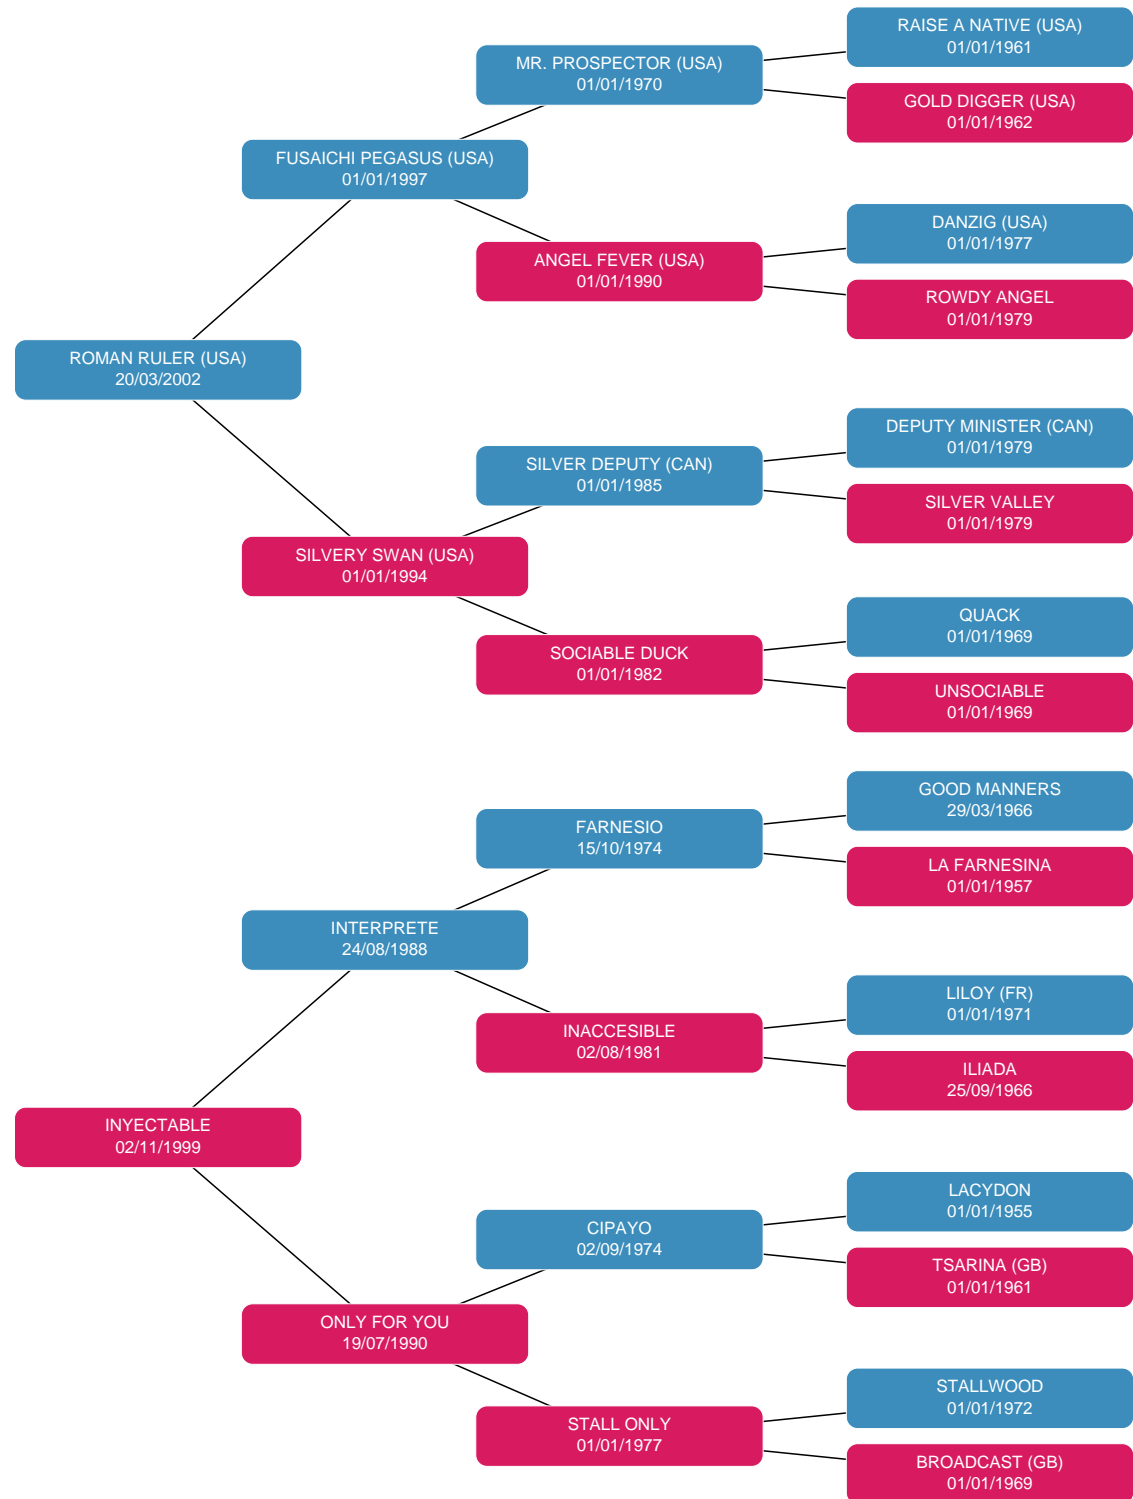 RAISE A NATIVE (USA)
01/01/1961
MR. PROSPECTOR (USA)
01/01/1970
GOLD DIGGER (USA)
01/01/1962
FUSAICHI PEGASUS (USA)
01/01/1997
DANZIG (USA)
01/01/1977
ANGEL FEVER (USA)
01/01/1990
ROWDY ANGEL
01/01/1979
ROMAN RULER (USA)
20/03/2002
DEPUTY MINISTER (CAN)
01/01/1979
SILVER DEPUTY (CAN)
01/01/1985
SILVER VALLEY
01/01/1979
SILVERY SWAN (USA)
01/01/1994
QUACK
01/01/1969
SOCIABLE DUCK
01/01/1982
UNSOCIABLE
01/01/1969
GOOD MANNERS
29/03/1966
FARNESIO
15/10/1974
LA FARNESINA
01/01/1957
INTERPRETE
24/08/1988
LILOY (FR)
01/01/1971
INACCESIBLE
02/08/1981
ILIADA
25/09/1966
INYECTABLE
02/11/1999
LACYDON
01/01/1955
CIPAYO
02/09/1974
TSARINA (GB)
01/01/1961
ONLY FOR YOU
19/07/1990
STALLWOOD
01/01/1972
STALL ONLY
01/01/1977
BROADCAST (GB)
01/01/1969